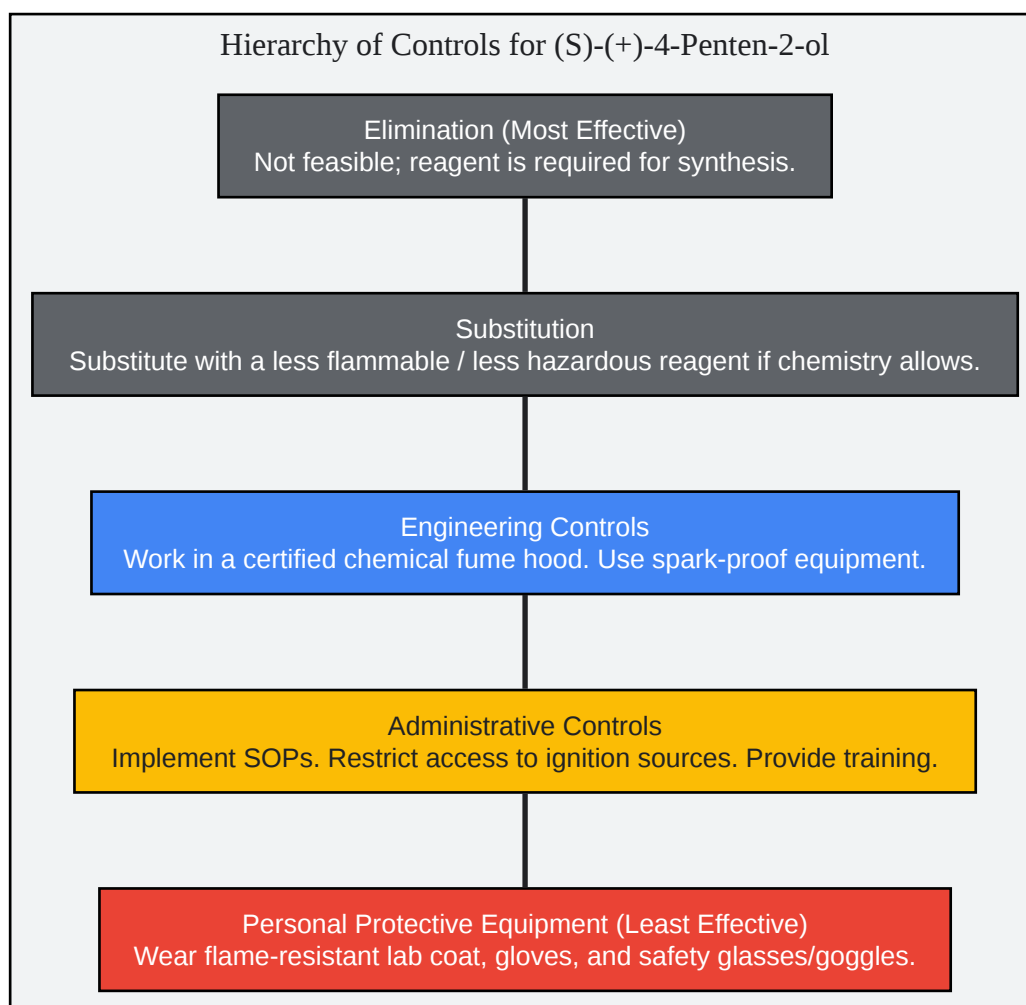 Hierarchy of Controls for (S)-(+)-4-Penten-2-ol
Elimination (Most Effective)
Not feasible; reagent is required for synthesis.
Substitution
Substitute with a less flammable / less hazardous reagent if chemistry allows.
Engineering Controls
Work in a certified chemical fume hood. Use spark-proof equipment.
Administrative Controls
Implement SOPs. Restrict access to ignition sources. Provide training.
Personal Protective Equipment (Least Effective)
Wear flame-resistant lab coat, gloves, and safety glasses/goggles.